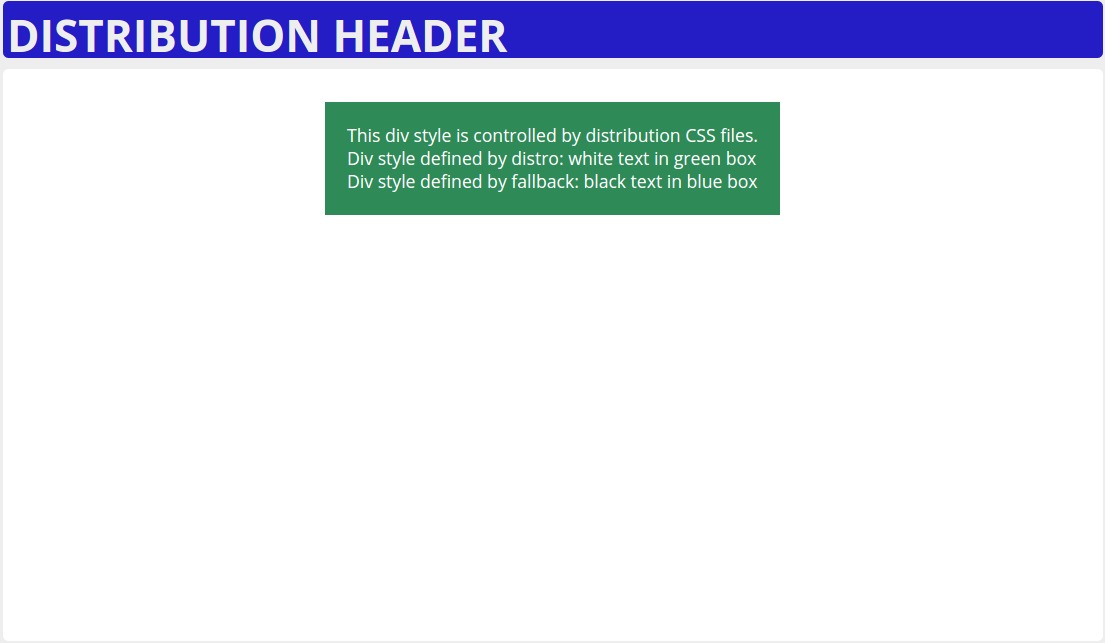 DISTRIBUTION HEADER
This div style is controlled by distribution CSS files.
Div style defined by distro: white text in green box
Div style defined by fallback: black text in blue box